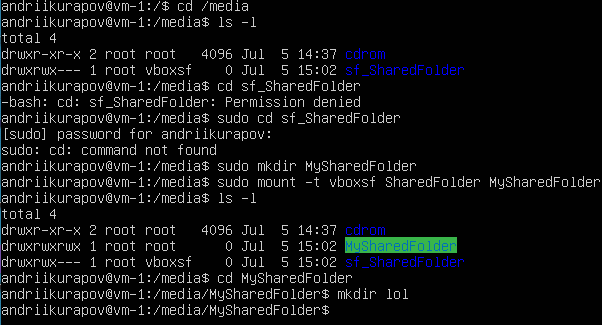 andriikurapov@vm-1:/$ cd /media
andriikurapov@vm-1:/media$ ls -l
total 4
drwxr-xr-x 2 root root   4096 Jul  5 14:37 cdrom
drwxrwx--- 1 root vboxsf    0 Jul  5 15:02 sf_SharedFolder
andriikurapov@vm-1:/media$ cd sf_SharedFolder
-bash: cd: sf_SharedFolder: Permission denied
andriikurapov@vm-1:/media$ sudo cd sf_SharedFolder
[sudo] password for andriikurapov:
sudo: cd: command not found
andriikurapov@vm-1:/media$ sudo mkdir MySharedFolder
andriikurapov@vm-1:/media$ sudo mount -t vboxsf SharedFolder MySharedFolder
andriikurapov@vm-1:/media$ ls -l
total 4
drwxr-xr-x 2 root root   4096 Jul  5 14:37 cdrom
drwxrwxrwx 1 root root      0 Jul  5 15:02 MySharedFolder
drwxrwx--- 1 root vboxsf    0 Jul  5 15:02 sf_SharedFolder
andriikurapov@vm-1:/media$ cd MySharedFolder
andriikurapov@vm-1:/media/MySharedFolder$ mkdir lol
andriikurapov@vm-1:/media/MySharedFolder$